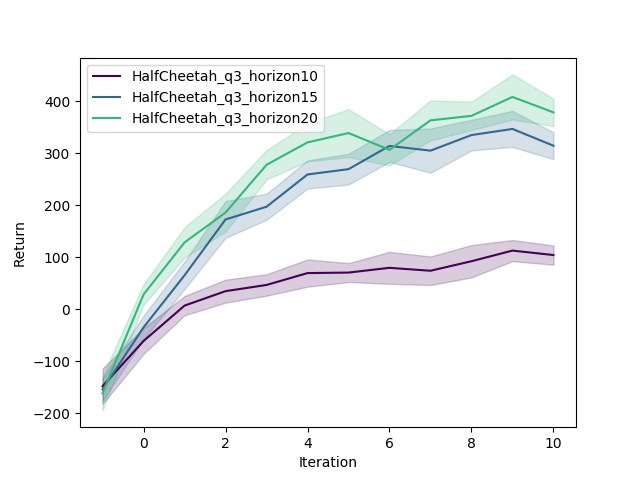 HalfCheetah_q3_horizon10
HalfCheetah_q3_horizon15
HalfCheetah_q3_horizon20
400
300
200
100
0
−100
−200
Return
0
2
4
6
8
10
Iteration